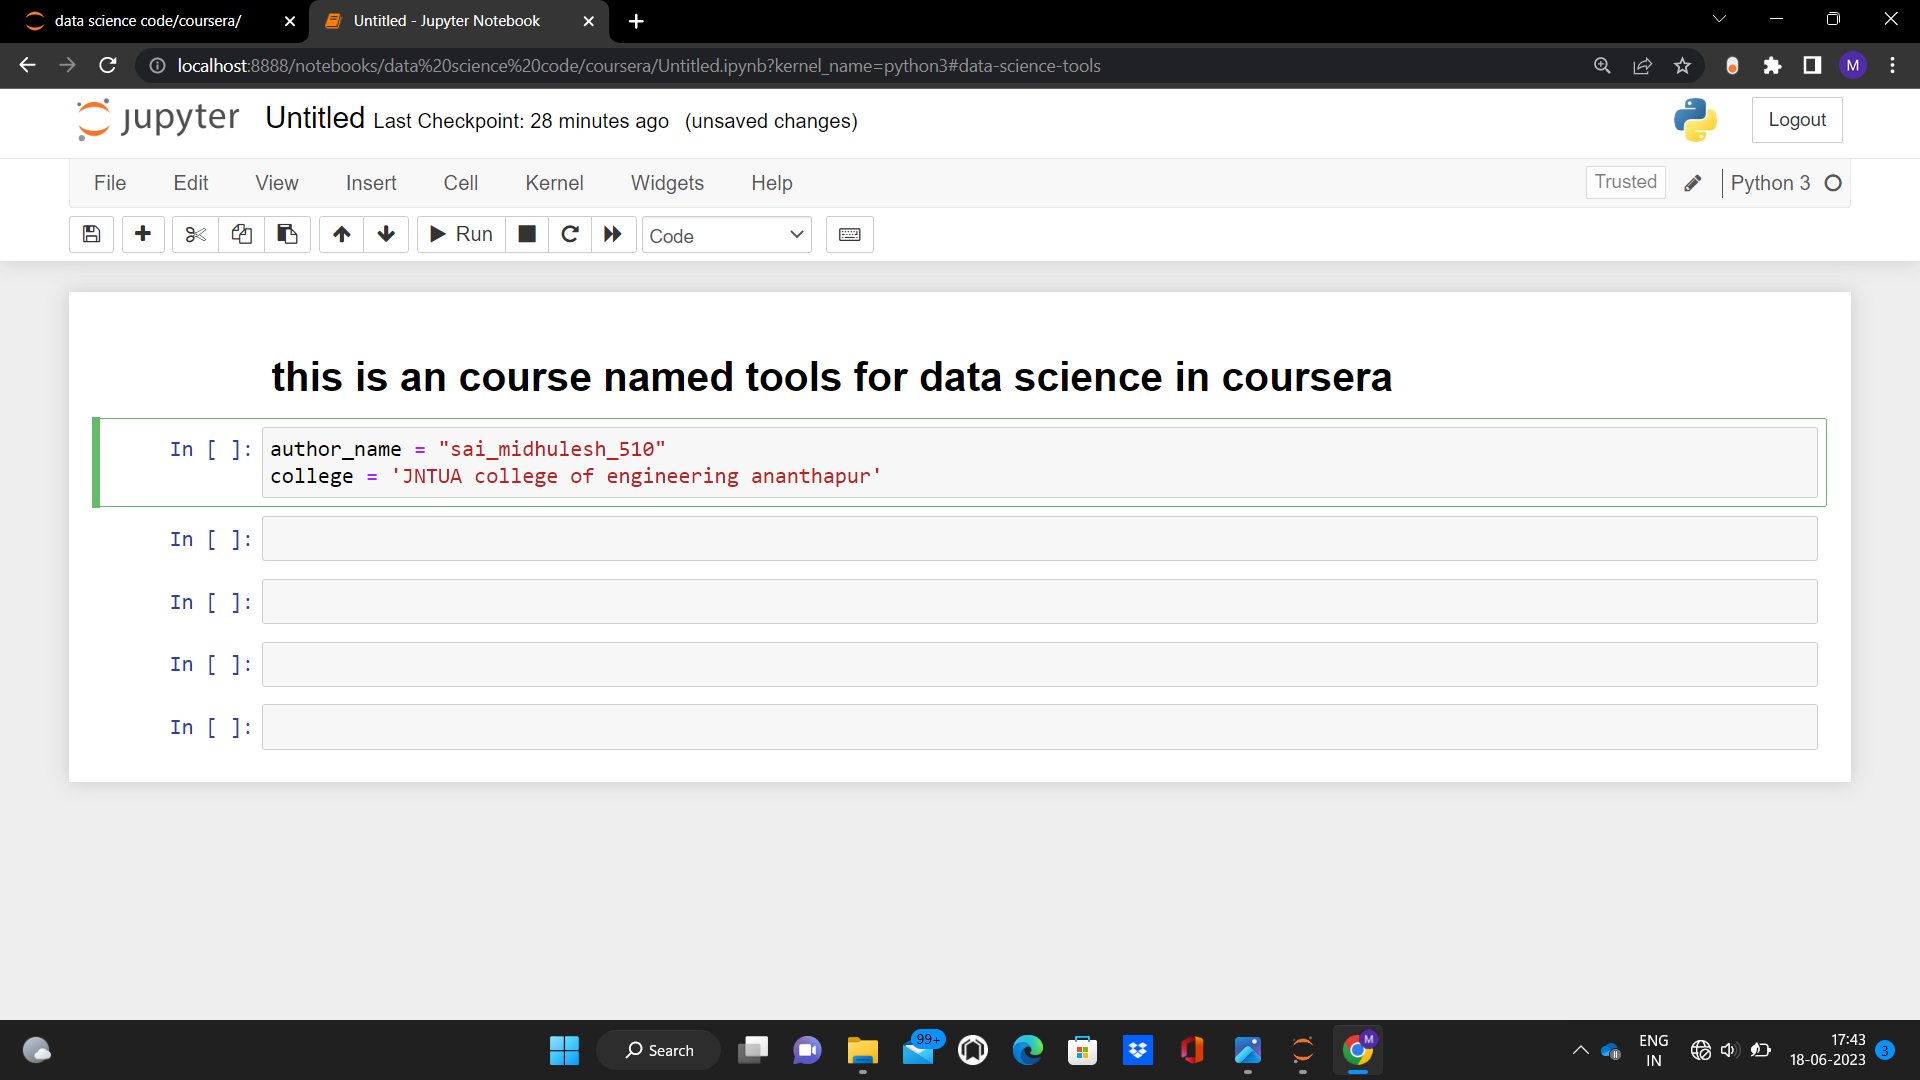 data science code/coursera/
Untitled - Jupyter Notebook
localhost:8888/notebooks/data%20science%20code/coursera/Untitled.ipynb?kernel_name=python3#data-science-tools
M
jupyter Untitled Last Checkpoint: 28 minutes ago (unsaved changes)
Logout
File Edit View Insert Cell Kernel Widgets Help
Trusted Python 3
Run Code
this is an course named tools for data science in coursera
In [ ]: author_name = "sai_midhulesh_510"
college = 'JNTUA college of engineering ananthapur'
In [ ]:
In [ ]:
In [ ]:
In [ ]:
Search
99+
M
ENG
IN
17:43
18-06-2023
3